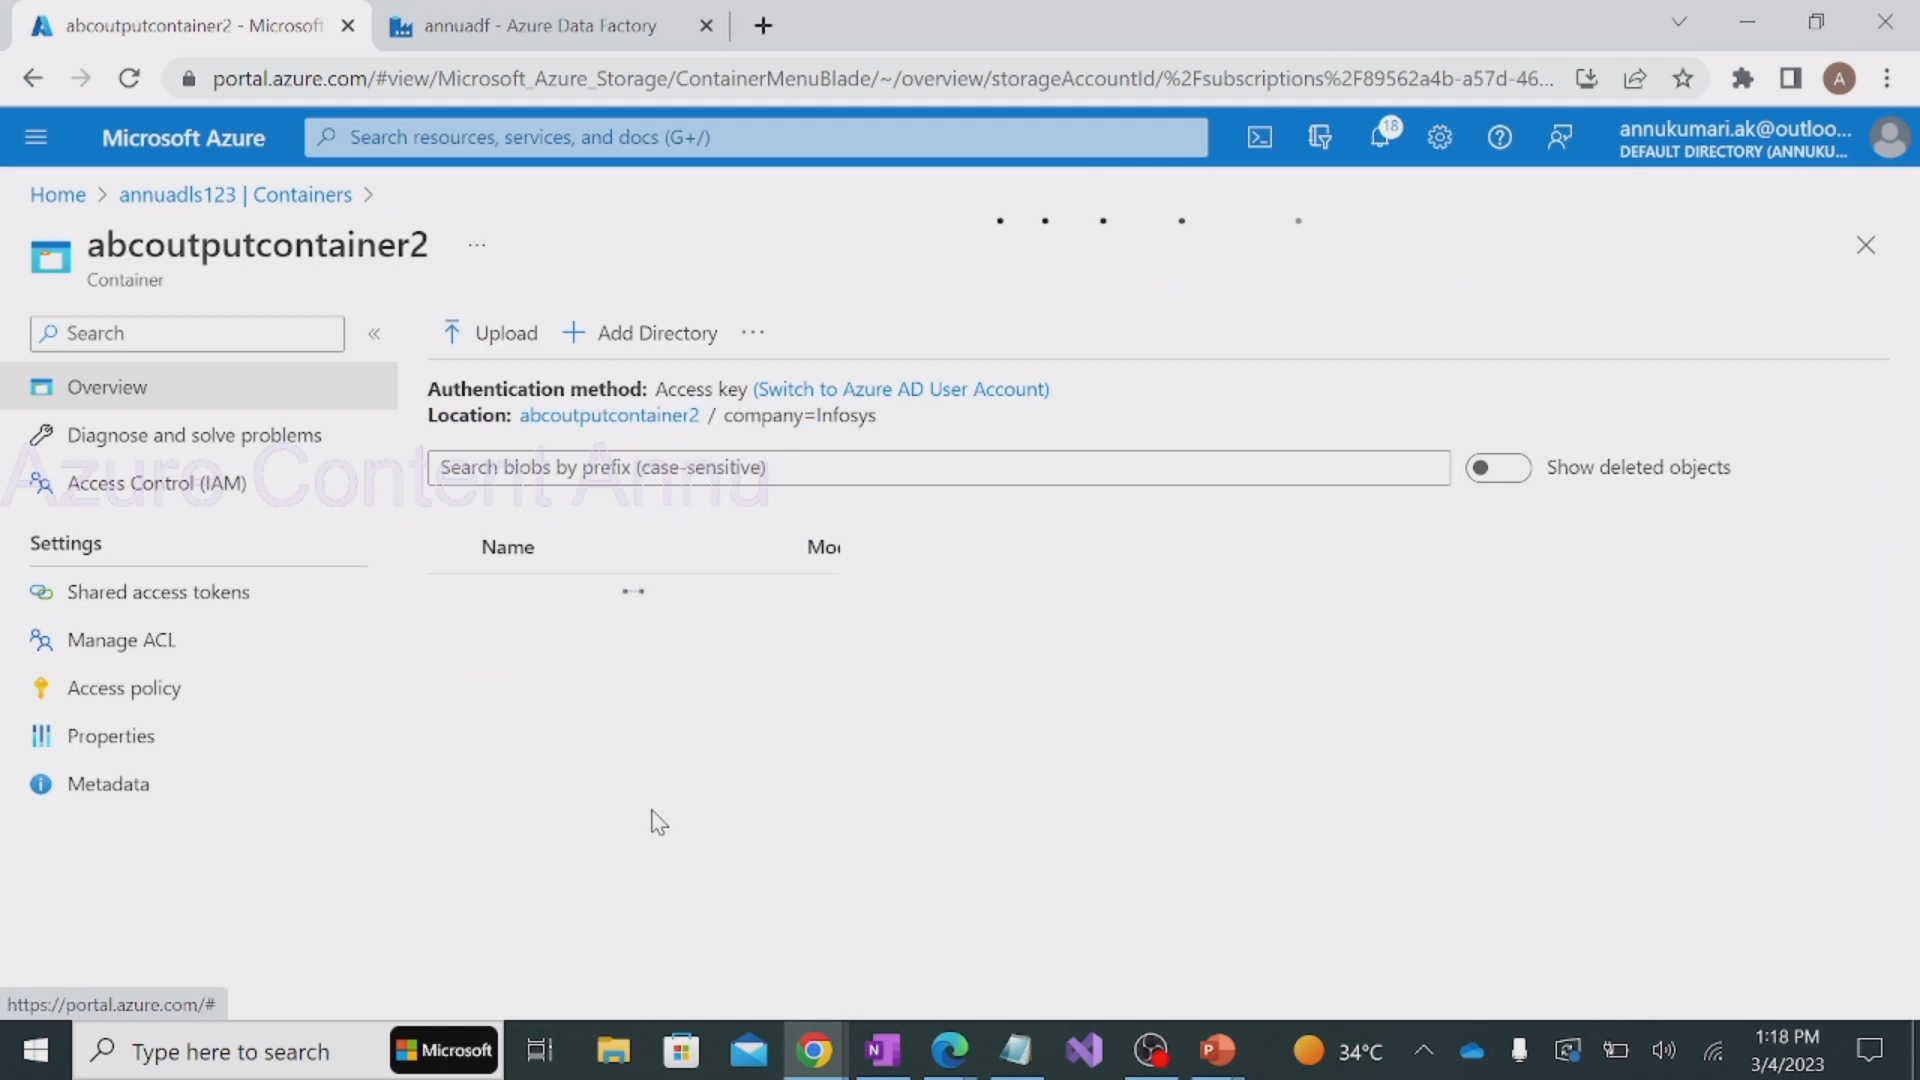 abcoutputcontainer2 - Microsoft
annuadf - Azure Data Factory
portal.azure.com/#view/Microsoft_Azure_Storage/ContainerMenuBlade/~/overview/storageAccountId/%2Fsubscriptions%2F89562a4b-a57d-46...
A
Microsoft Azure
Search resources, services, and docs (G+/)
18
annukumari.ak@outloo...
DEFAULT DIRECTORY (ANNUKU...
Home > annuadls123 | Containers >
abcoutputcontainer2 ...
Container
Search
«
Upload
Add Directory
...
Overview
Authentication method: Access key (Switch to Azure AD User Account)
Location: abcoutputcontainer2 / company=Infosys
Diagnose and solve problems
Search blobs by prefix (case-sensitive)
Show deleted objects
Azure Content Annu
Access Control (IAM)
Settings
Name
Mo
Shared access tokens
Manage ACL
Access policy
Properties
Metadata
https://portal.azure.com/#
Type here to search
Microsoft
N
P
34°C
1:18 PM
3/4/2023